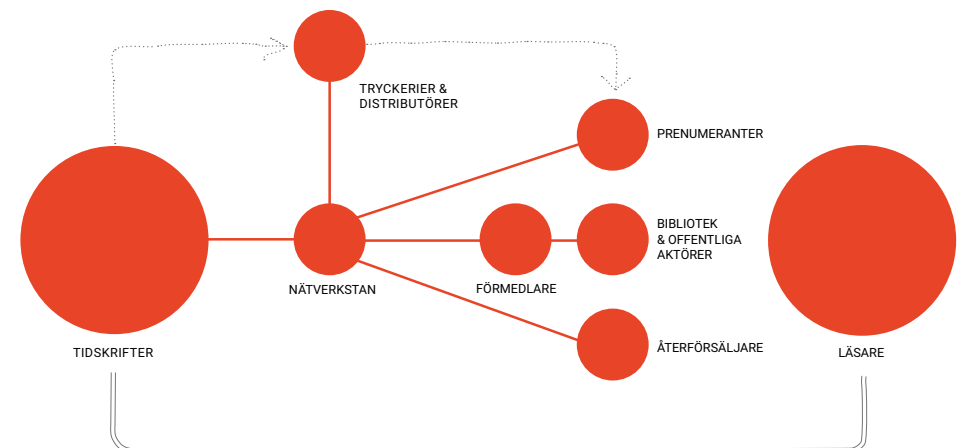 TRYCKERIER &
DISTRIBUTÖRER
PRENUMERANTER
BIBLIOTEK
& OFFENTLIGA
AKTÖRER
NÄTVERKSTAN
FÖRMEDLARE
TIDSKRIFTER
ÅTERFÖRSÄLJARE
LÄSARE